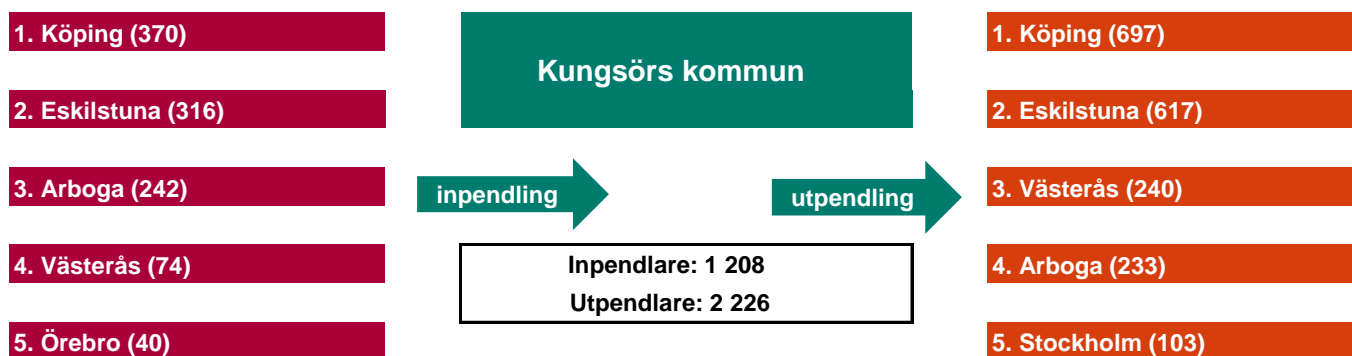 1. Köping (370)
2. Eskilstuna (316)
3. Arboga (242)
4. Västerås (74)
5. Örebro (40)
Kungsörs kommun
inpendling
utpendling
Inpendlare: 1 208
Utpendlare: 2 226
1. Köping (697)
2. Eskilstuna (617)
3. Västerås (240)
4. Arboga (233)
5. Stockholm (103)